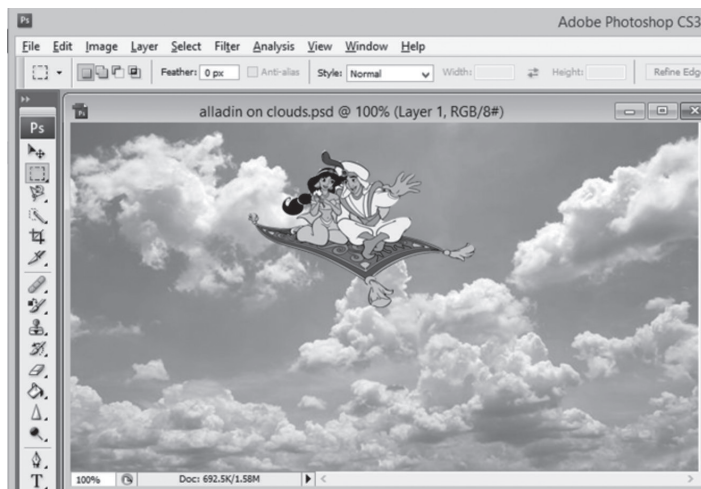 Ps
Adobe Photoshop CS3
File Edit Image Layer Select Filter Analysis View Window Help
Feather: 0 px Anti-alias Style: Normal Width: Height: Refine Edg
alladin on clouds.psd @ 100% (Layer 1, RGB/8#)
Ps
T
100% Doc: 692.5K/1.58M